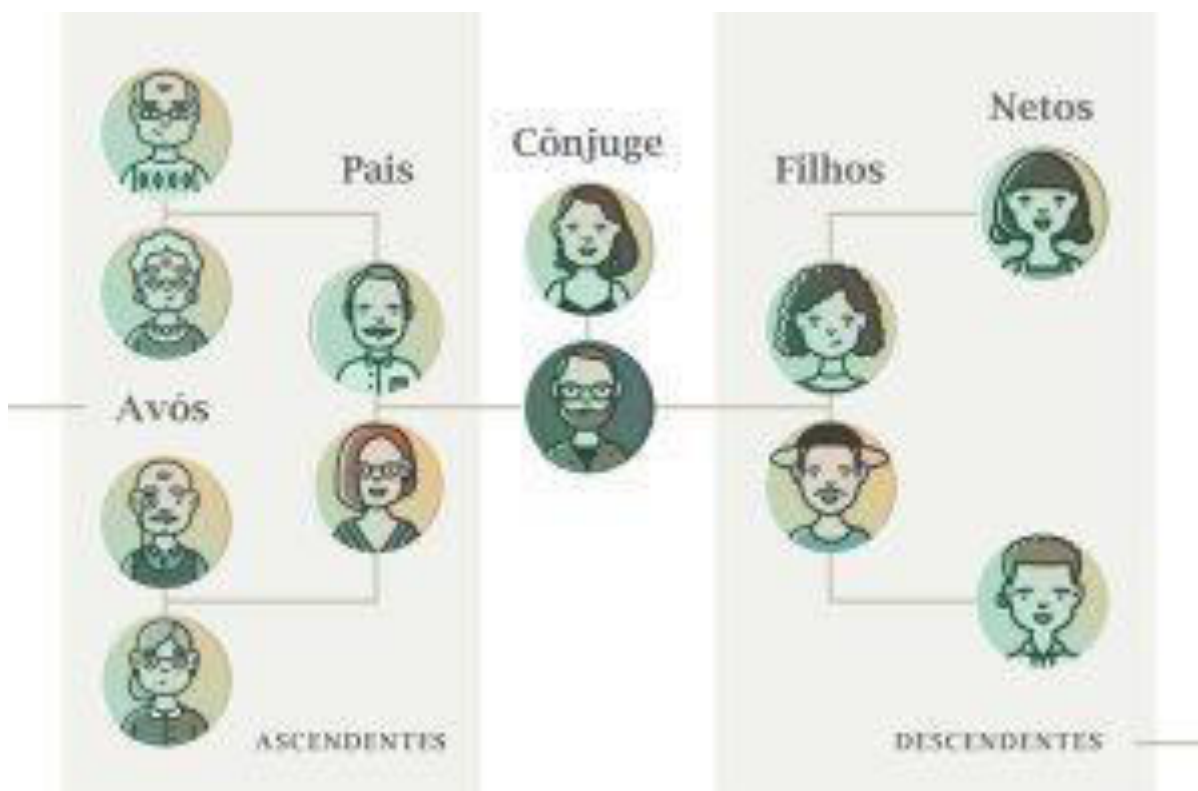 Avós
Pais
ASCENDENTES
Cônjuge
Filhos
Netos
DESCENDENTES